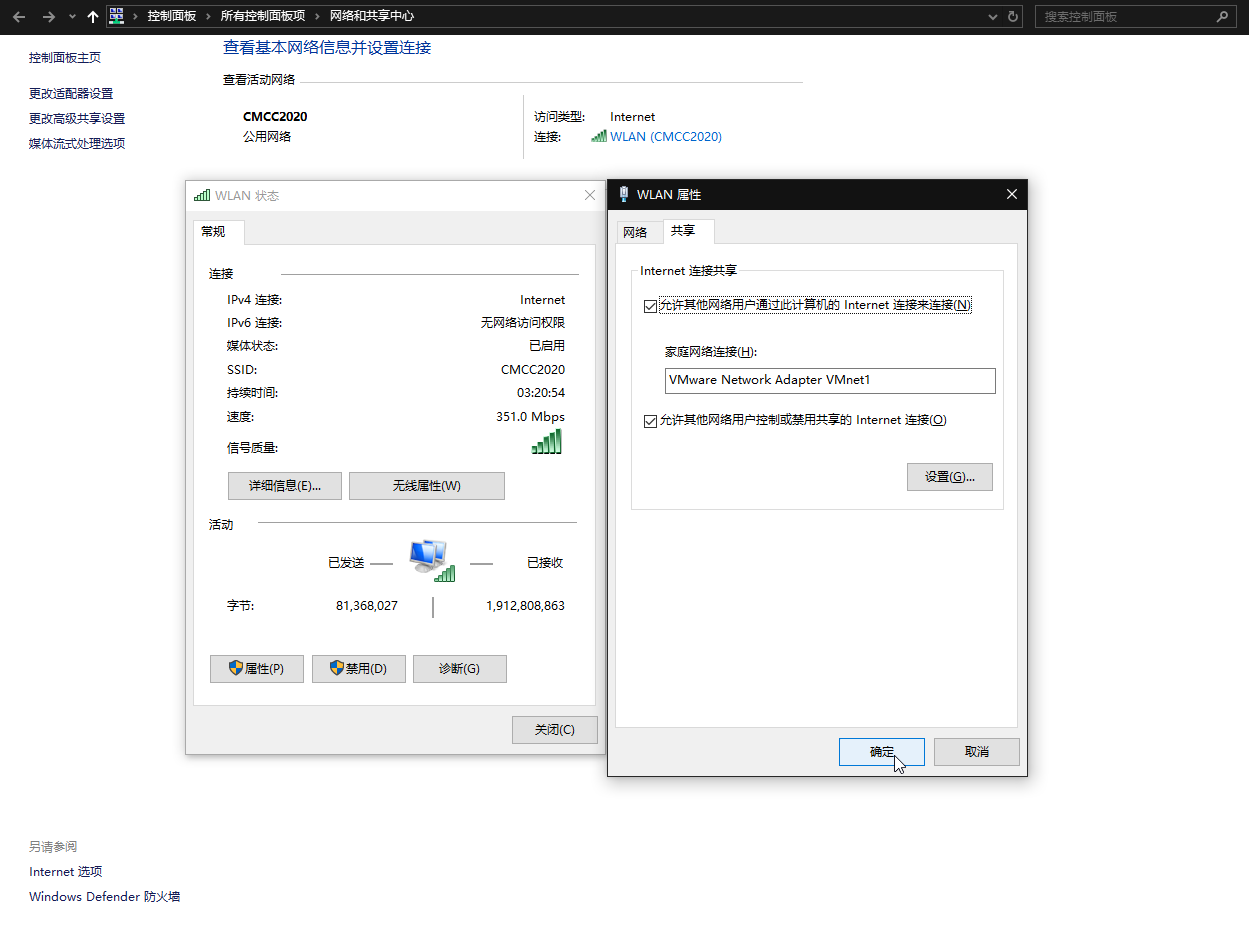 控制面板 所有控制面板项 网络和共享中心
搜索控制面板
控制面板主页
更改适配器设置
更改高级共享设置
媒体流式处理选项
查看基本网络信息并设置连接
查看活动网络
CMCC2020
公用网络
访问类型: Internet
连接: WLAN (CMCC2020)
WLAN 状态
常规
连接
IPv4 连接: Internet
IPv6 连接: 无网络访问权限
媒体状态: 已启用
SSID: CMCC2020
持续时间: 03:20:54
速度: 351.0 Mbps
信号质量:
详细信息(E)... 无线属性(W)
活动
已发送 已接收
字节: 81,368,027 1,912,808,863
属性(P) 禁用(D) 诊断(G)
关闭(C)
WLAN 属性
网络 共享
Internet 连接共享
允许其他网络用户通过此计算机的 Internet 连接来连接(N)
家庭网络连接(H):
VMware Network Adapter VMnet1
允许其他网络用户控制或禁用共享的 Internet 连接(O)
设置(G)...
确定 取消
另请参阅
Internet 选项
Windows Defender 防火墙